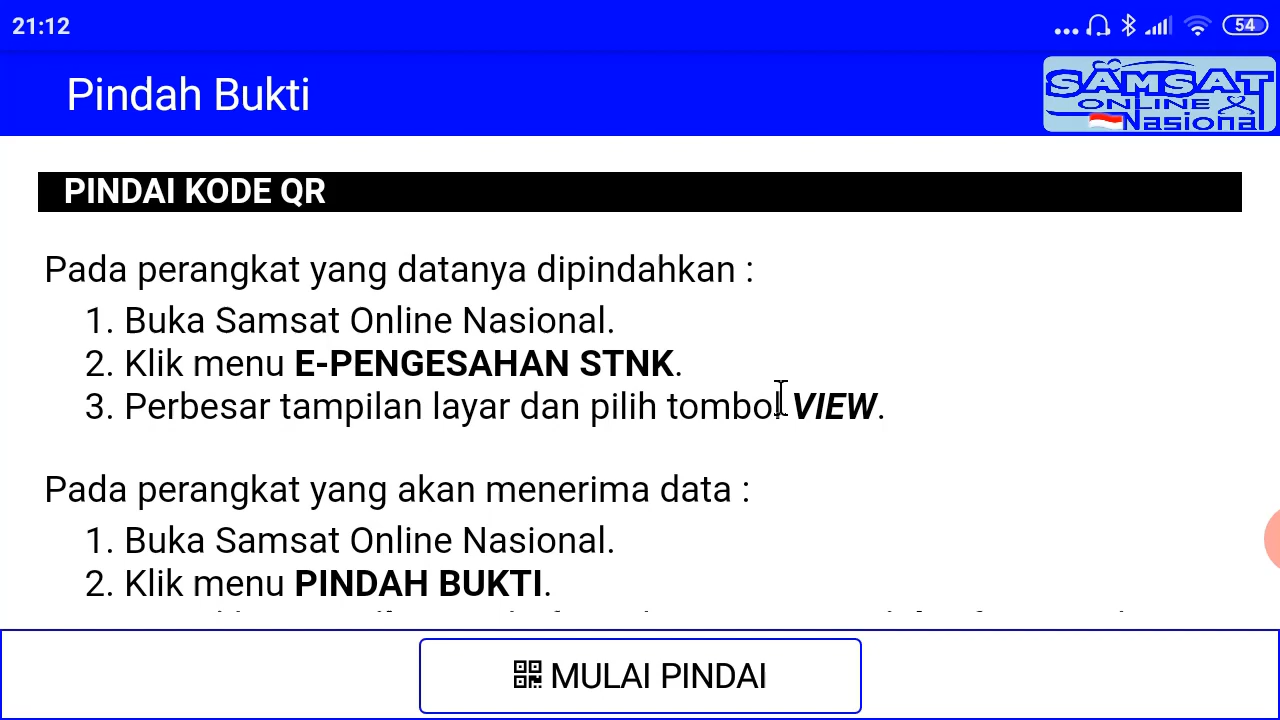 21:12
54
Pindah Bukti
SAMSAT
ONLINE
Nasional
PINDAI KODE QR
Pada perangkat yang datanya dipindahkan :
1. Buka Samsat Online Nasional.
2. Klik menu E-PENGESAHAN STNK.
3. Perbesar tampilan layar dan pilih tombol VIEW.
Pada perangkat yang akan menerima data :
1. Buka Samsat Online Nasional.
2. Klik menu PINDAH BUKTI.
MULAI PINDAI